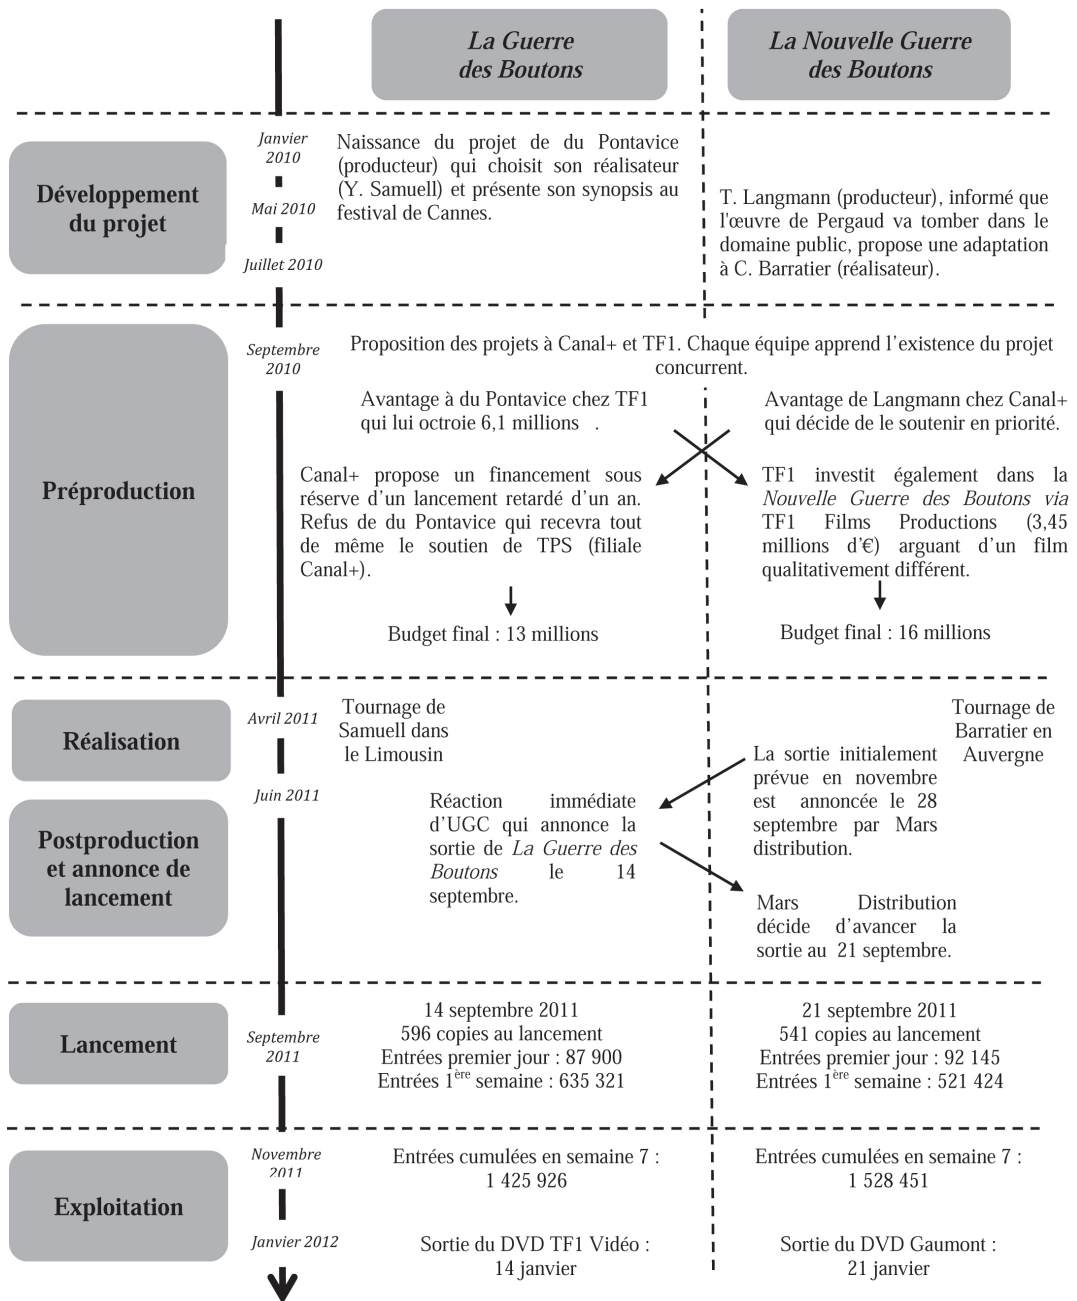 La Guerre
des Boutons
La Nouvelle Guerre
des Boutons
Développement
du projet
Janvier
2010
Mai 2010
Juillet 2010
Naissance du projet de du Pontavice
(producteur) qui choisit son réalisateur
(Y. Samuell) et présente son synopsis au
festival de Cannes.
T. Langmann (producteur), informé que
l'œuvre de Pergaud va tomber dans le
domaine public, propose une adaptation
à C. Barratier (réalisateur).
Préproduction
Septembre
2010
Proposition des projets à Canal+ et TF1. Chaque équipe apprend l’existence du projet
concurrent.
Avantage à du Pontavice chez TF1
qui lui octroie 6,1 millions .
Avantage de Langmann chez Canal+
qui décide de le soutenir en priorité.
Canal+ propose un financement sous
réserve d’un lancement retardé d’un an.
Refus de du Pontavice qui recevra tout
de même le soutien de TPS (filiale
Canal+).
TF1 investit également dans la
Nouvelle Guerre des Boutons via
TF1 Films Productions (3,45
millions d’€) arguant d’un film
qualitativement différent.
Budget final : 13 millions
Budget final : 16 millions
Réalisation
Avril 2011
Tournage de
Samuell dans
le Limousin
Tournage de
Barratier en
Auvergne
Postproduction
et annonce de
lancement
Juin 2011
La sortie initialement
prévue en novembre
est annoncée le 28
septembre par Mars
distribution.
Réaction immédiate
d’UGC qui annonce la
sortie de La Guerre des
Boutons le 14
septembre.
Mars Distribution
décide d’avancer la
sortie au 21 septembre.
Lancement
Septembre
2011
14 septembre 2011
596 copies au lancement
Entrées premier jour : 87 900
Entrées 1ère semaine : 635 321
21 septembre 2011
541 copies au lancement
Entrées premier jour : 92 145
Entrées 1ère semaine : 521 424
Exploitation
Novembre
2011
Entrées cumulées en semaine 7 :
1 425 926
Entrées cumulées en semaine 7 :
1 528 451
Janvier 2012
Sortie du DVD TF1 Vidéo :
14 janvier
Sortie du DVD Gaumont :
21 janvier